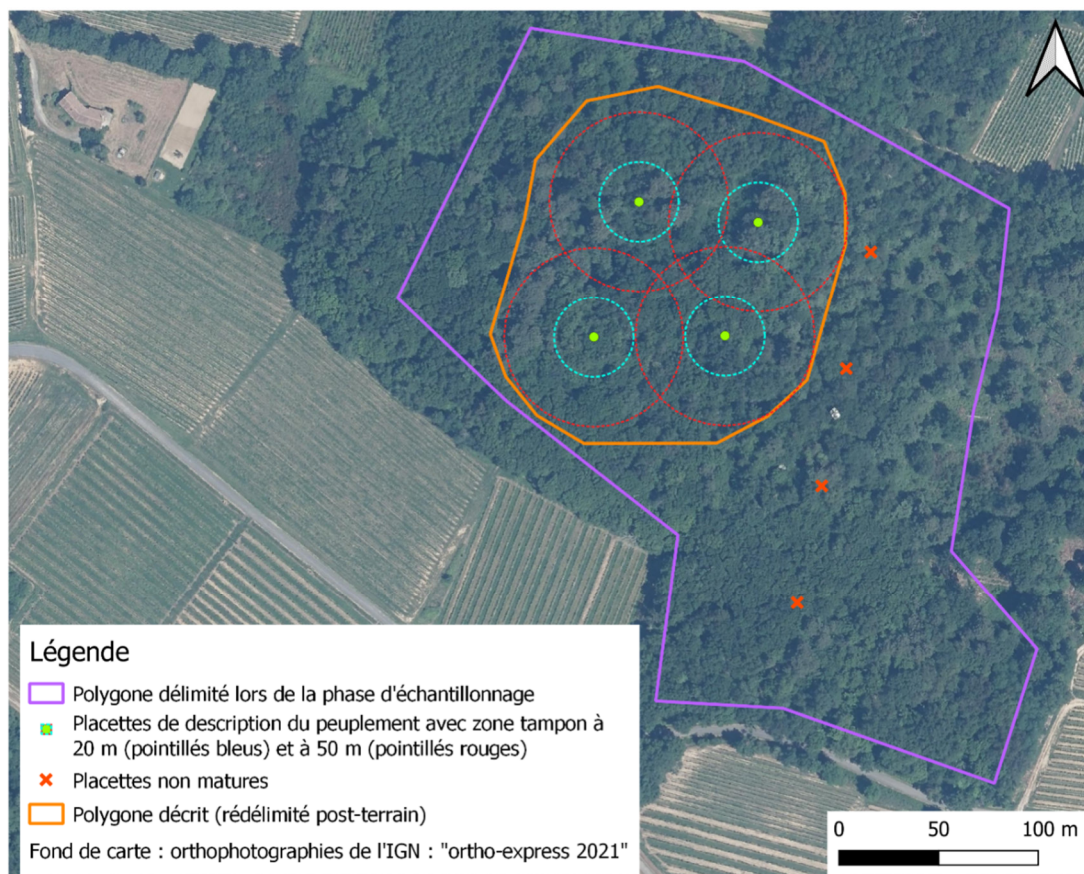 Légende
Polygone délimité lors de la phase d'échantillonnage
Placettes de description du peuplement avec zone tampon à
20 m (pointillés bleus) et à 50 m (pointillés rouges)
Placettes non matures
Polygone décrit (rédélimité post-terrain)
Fond de carte : orthophotographies de l'IGN : "ortho-express 2021"
0 50 100 m